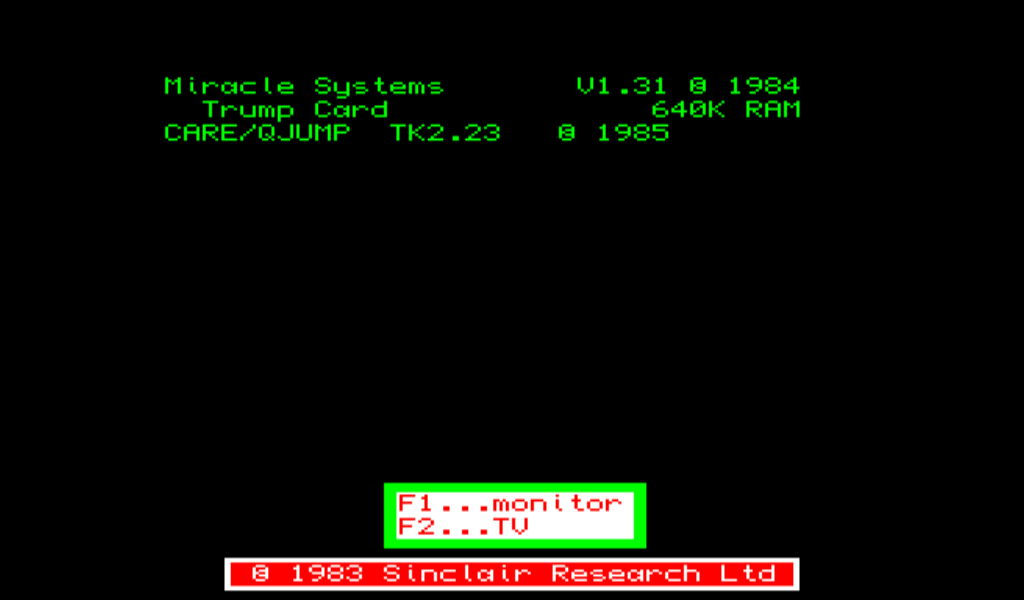 Miracle Systems V1.31 © 1984
Trump Card 640K RAM
CARE/QJUMP TK2.23 © 1985
F1...monitor
F2...TV
© 1983 Sinclair Research Ltd